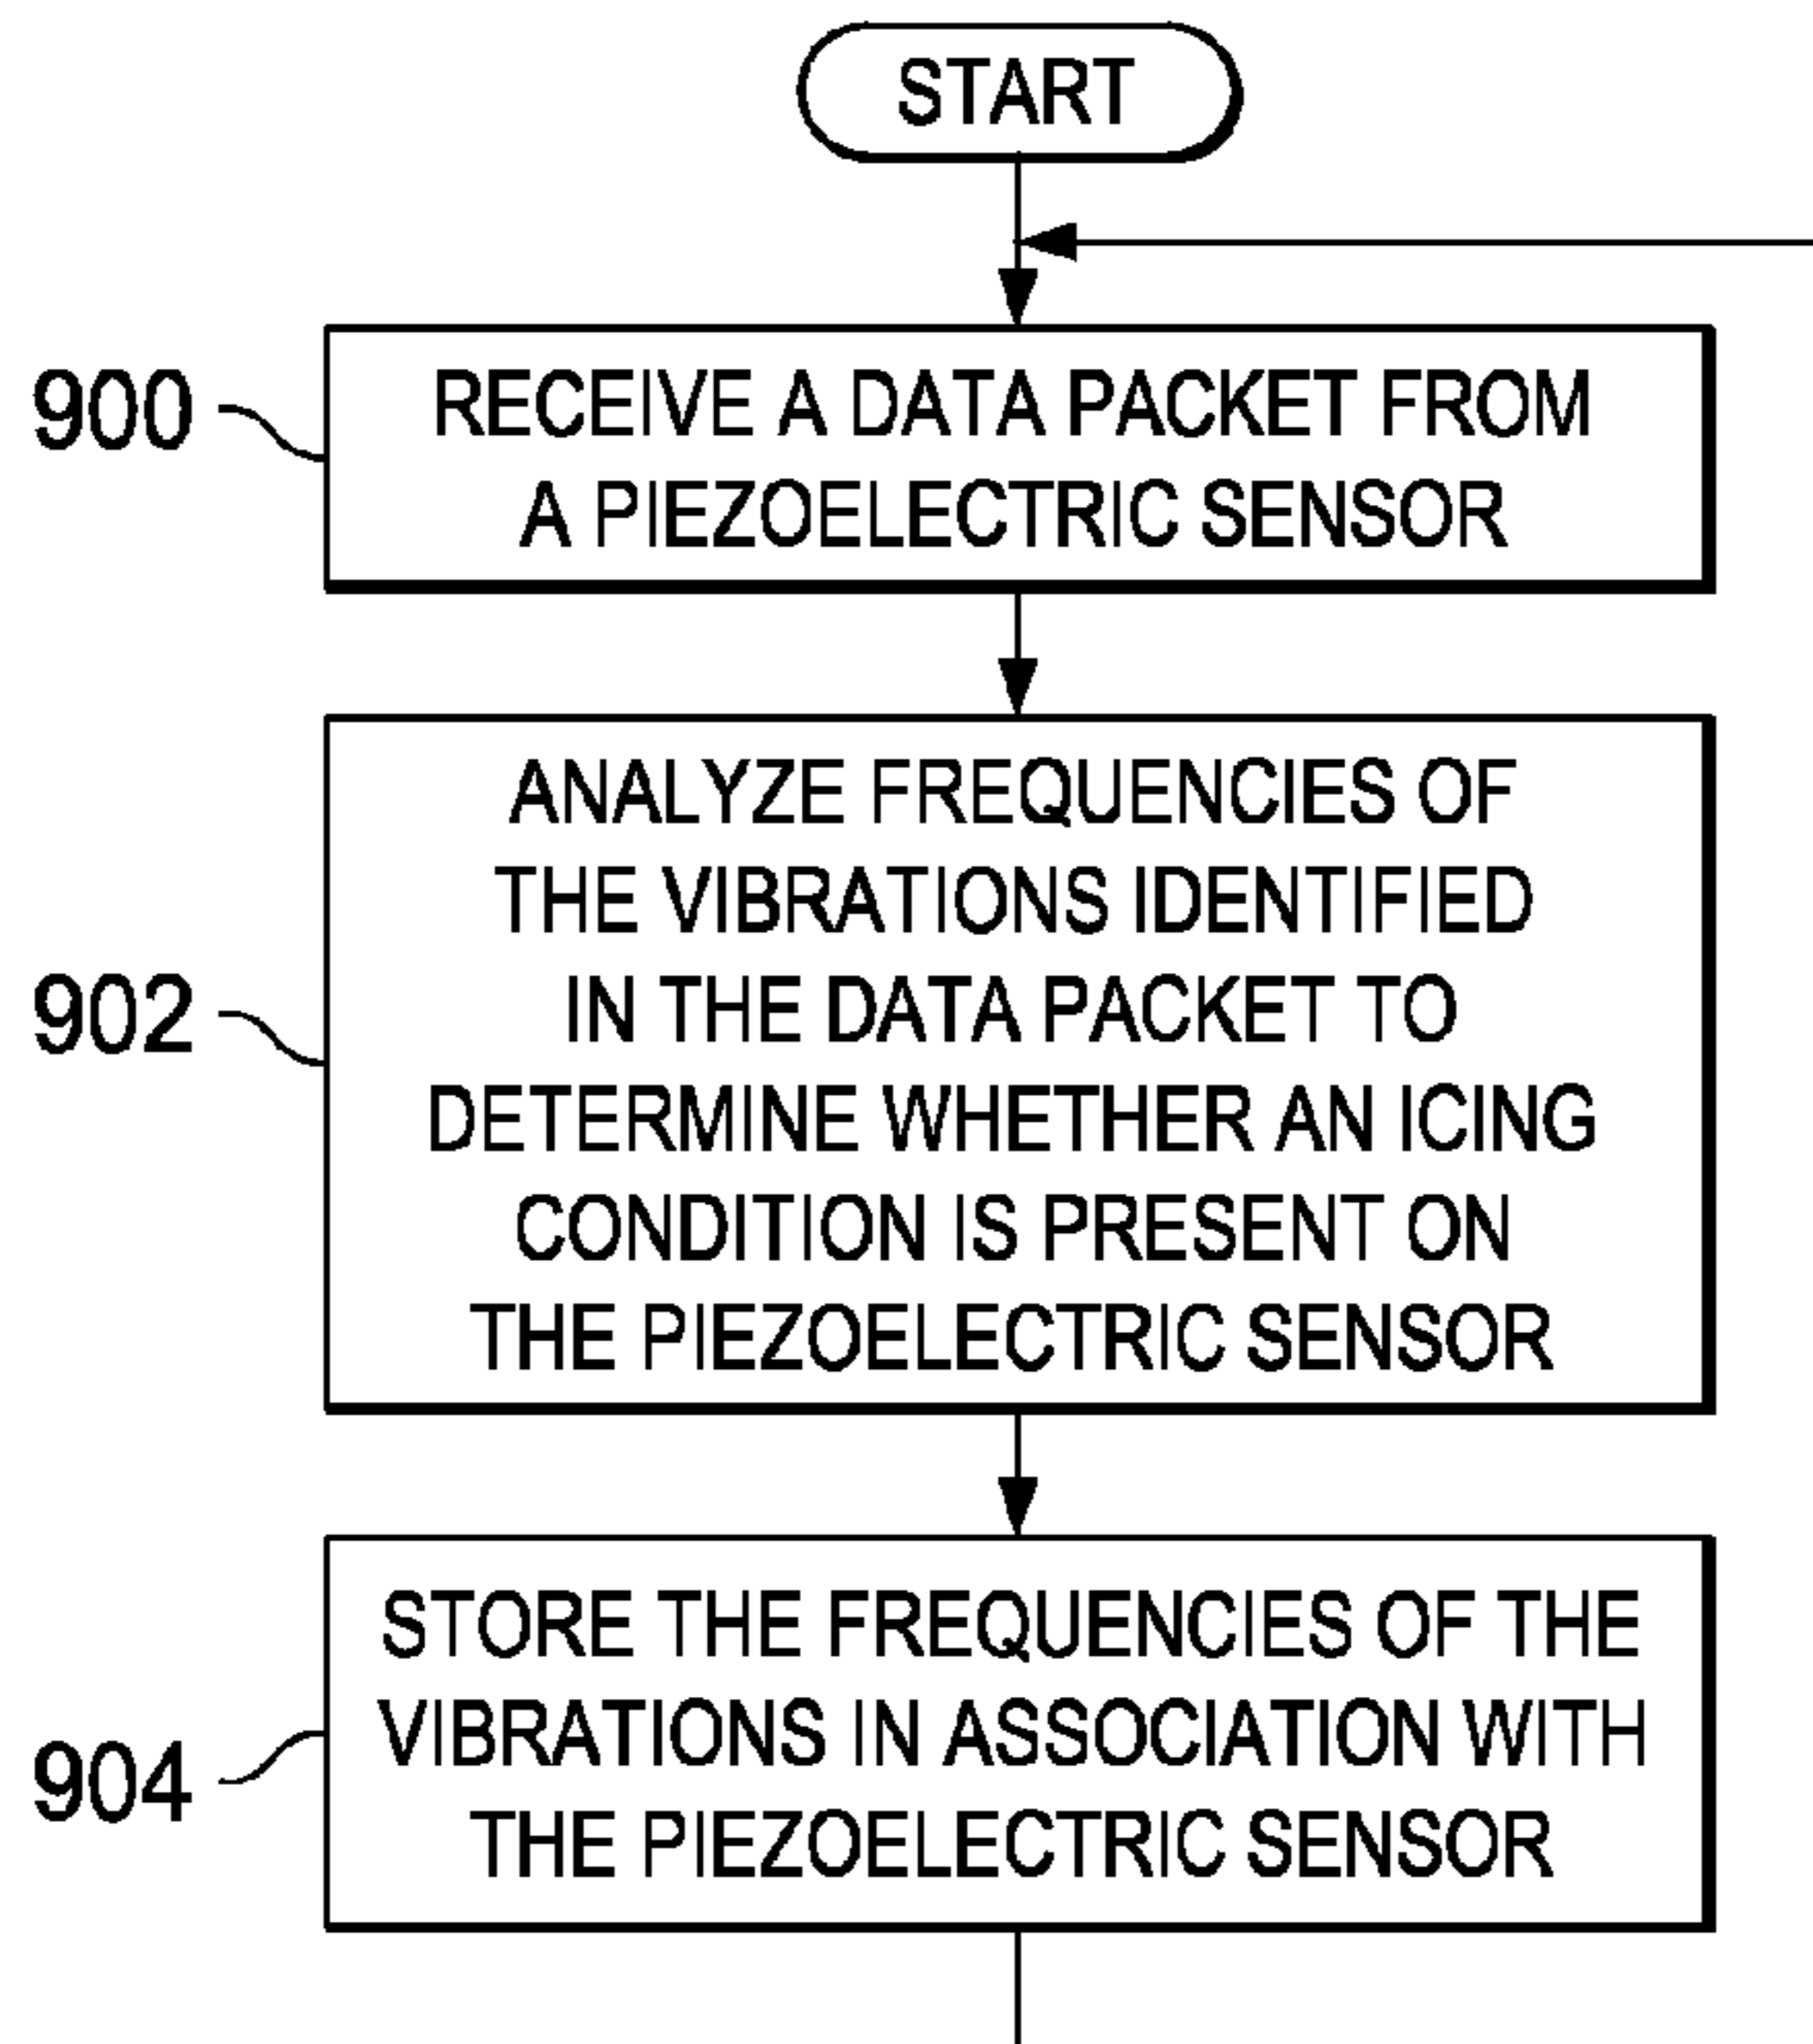 START
900
RECEIVE A DATA PACKET FROM
A PIEZOELECTRIC SENSOR
902
ANALYZE FREQUENCIES OF
THE VIBRATIONS IDENTIFIED
IN THE DATA PACKET TO
DETERMINE WHETHER AN ICING
CONDITION IS PRESENT ON
THE PIEZOELECTRIC SENSOR
904
STORE THE FREQUENCIES OF THE
VIBRATIONS IN ASSOCIATION WITH
THE PIEZOELECTRIC SENSOR